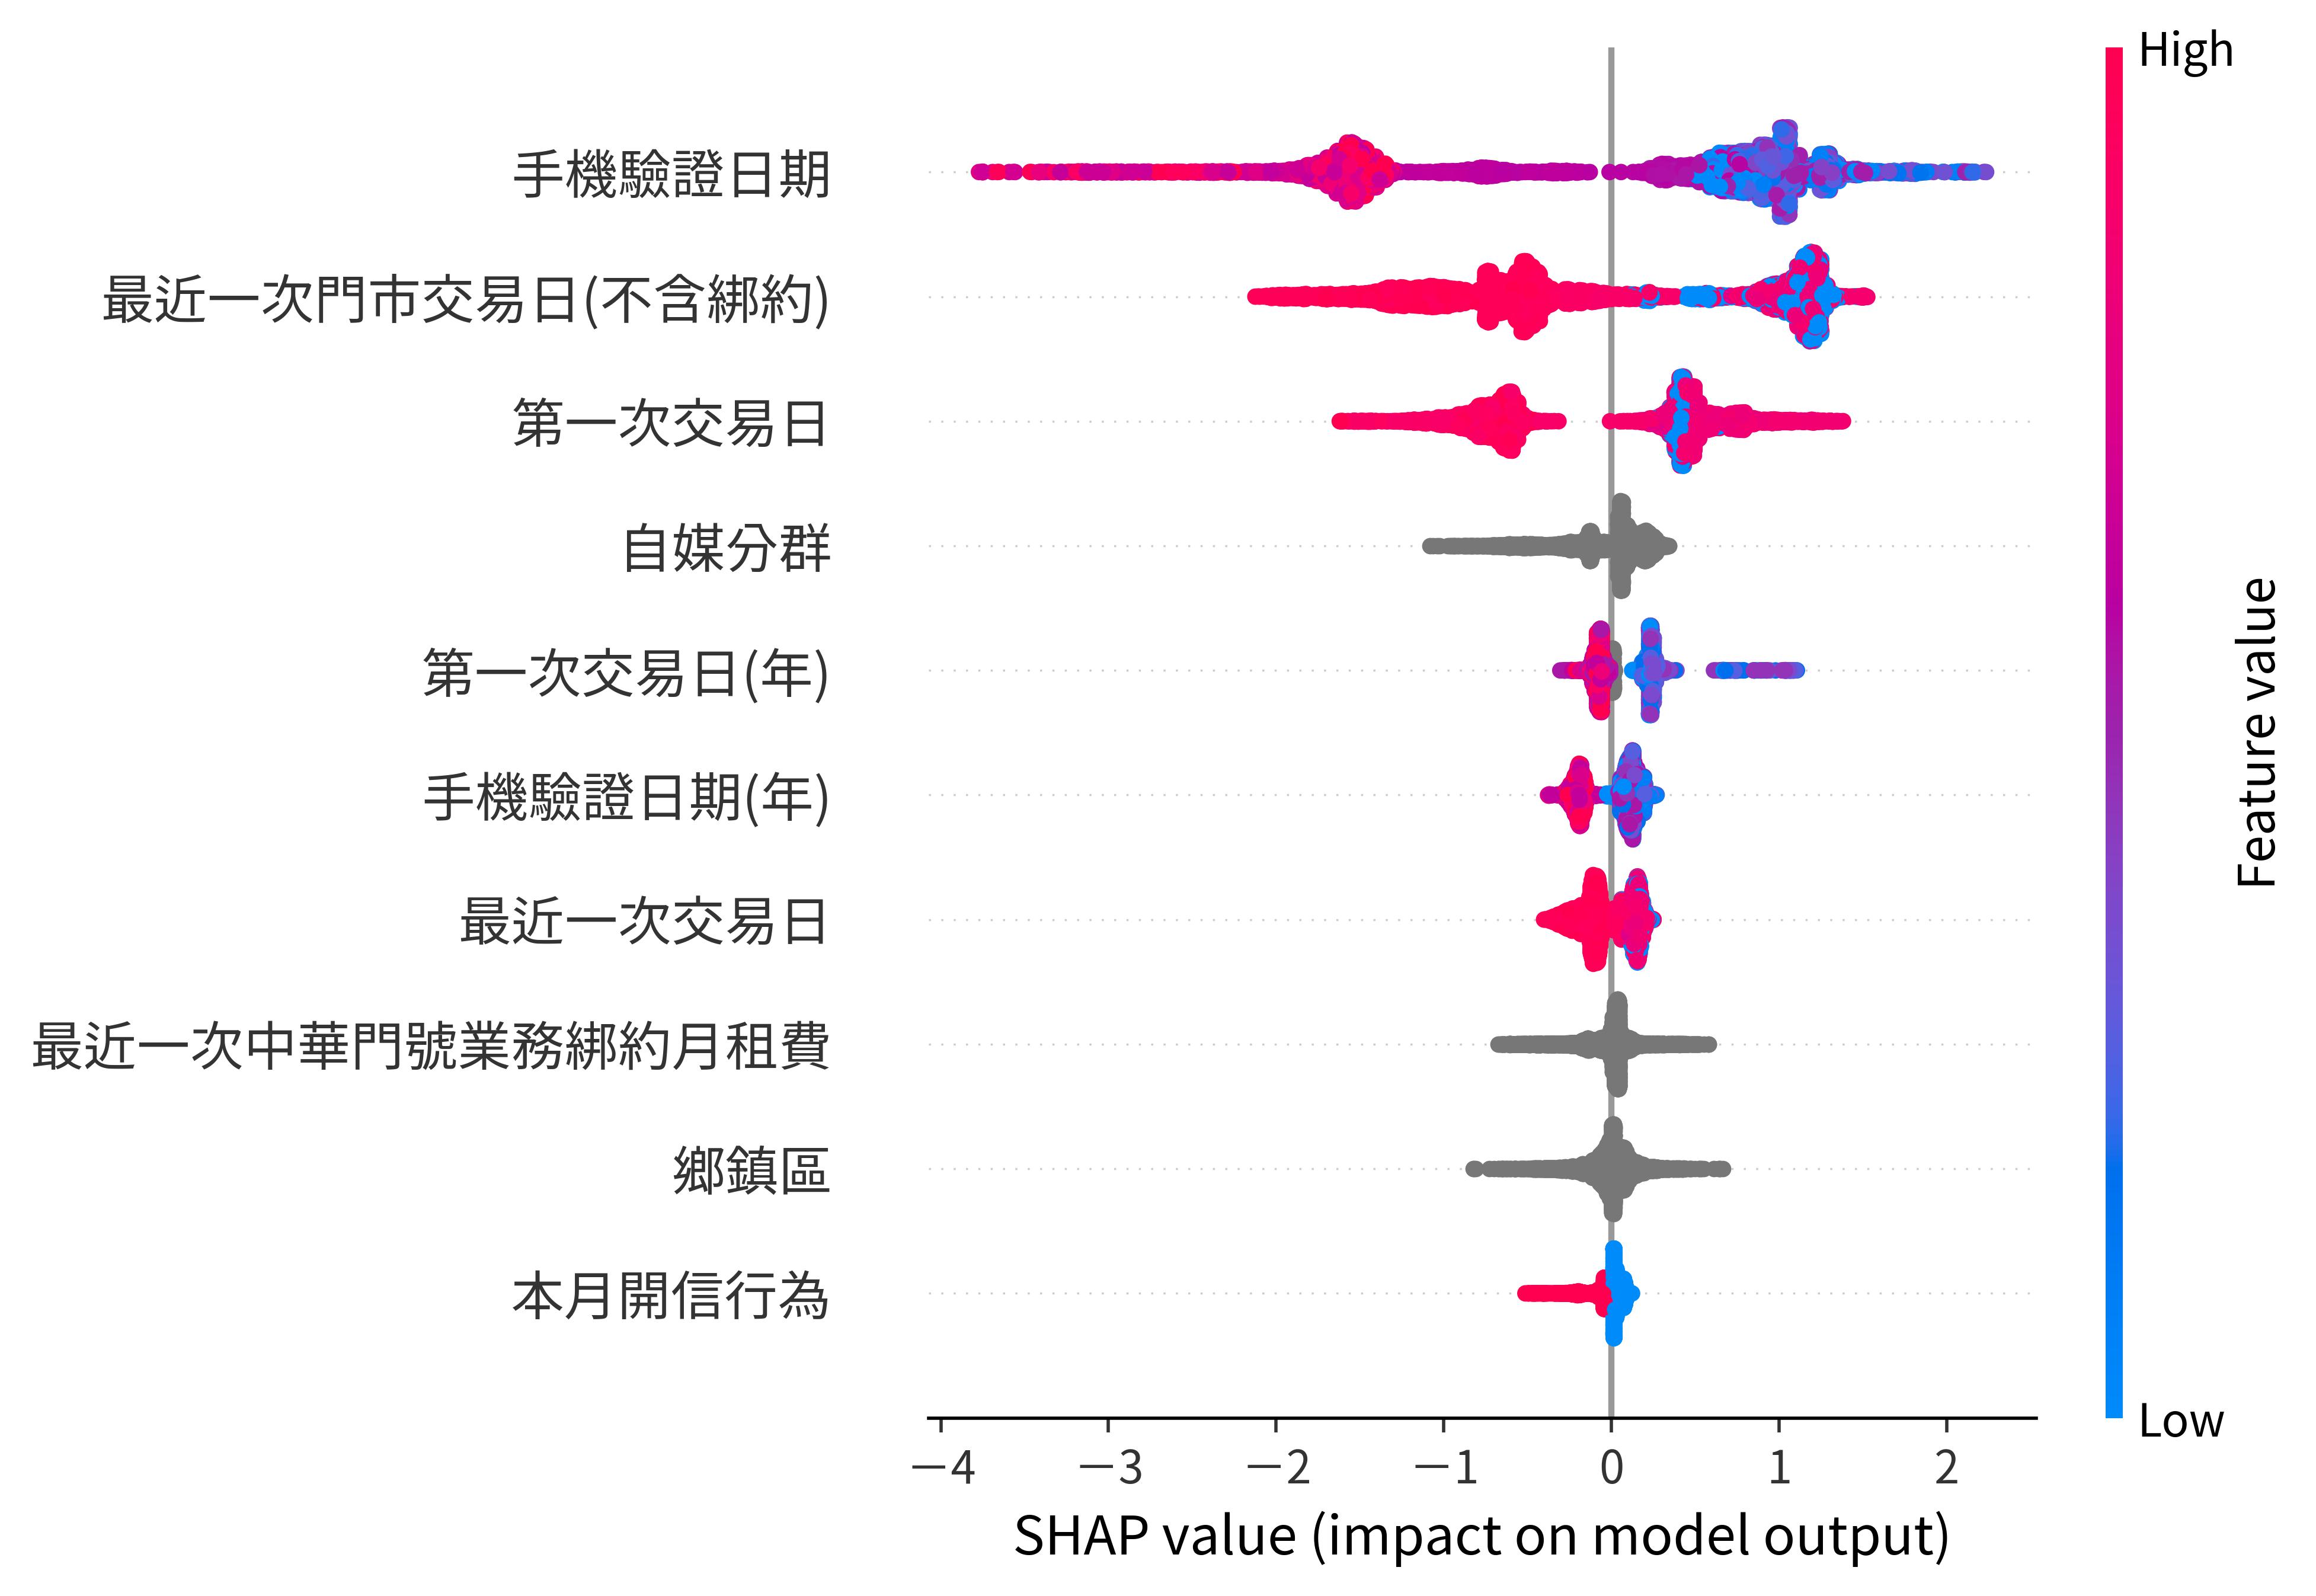 High
手機驗證日期
最近一次門市交易日(不含綁約)
第一次交易日
自媒分群
第一次交易日(年)
手機驗證日期(年)
最近一次交易日
最近一次中華門號業務綁約月租費
鄉鎮區
本月開信行為
Feature value
Low
−4 −3 −2 −1 0 1 2
SHAP value (impact on model output)